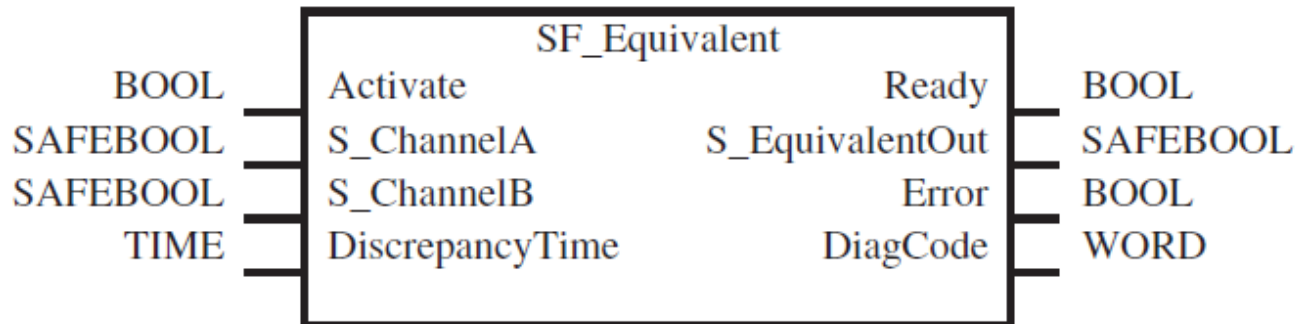 SF_Equivalent
BOOL Activate Ready BOOL
SAFEBOOL S_ChannelA S_EquivalentOut SAFEBOOL
SAFEBOOL S_ChannelB Error BOOL
TIME DiscrepancyTime DiagCode WORD